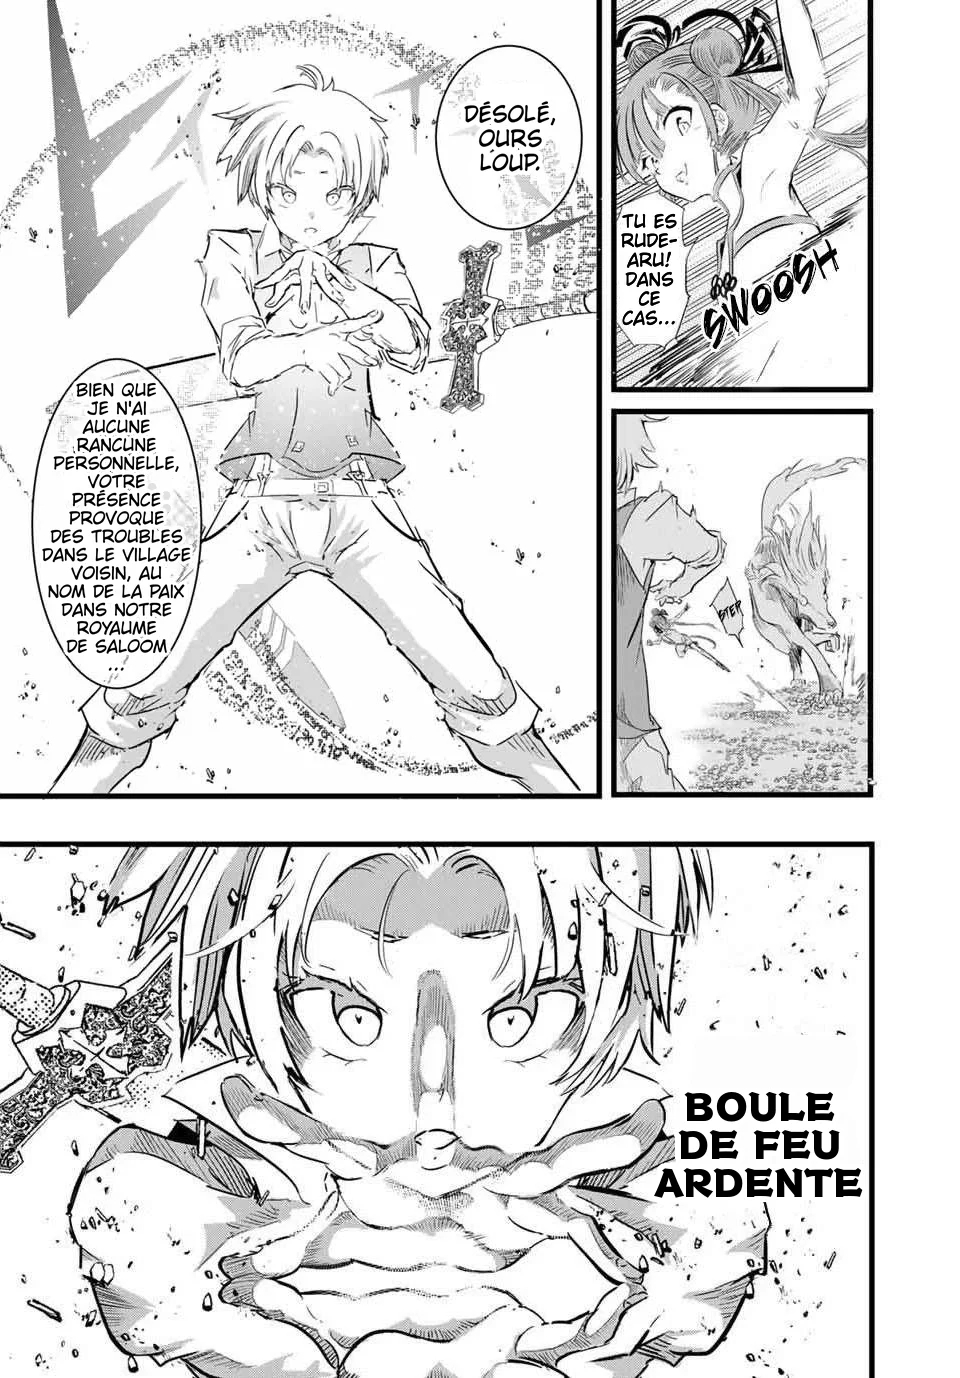 TU ES
RUDE-
ARU!
DANS
CE
CAS...
SWOOSH
STEP
DÉSOLÉ,
OURS
LOUP.
BIEN QUE
JE N'AI
AUCUNE
RANCUNE
PERSONNELLE,
VOTRE
PRÉSENCE
PROVOQUE
DES TROUBLES
DANS LE VILLAGE
VOISIN, AU
NOM DE LA PAIX
DANS NOTRE
ROYAUME
DE SALOOM
...
BOULE
DE FEU
ARDENTE